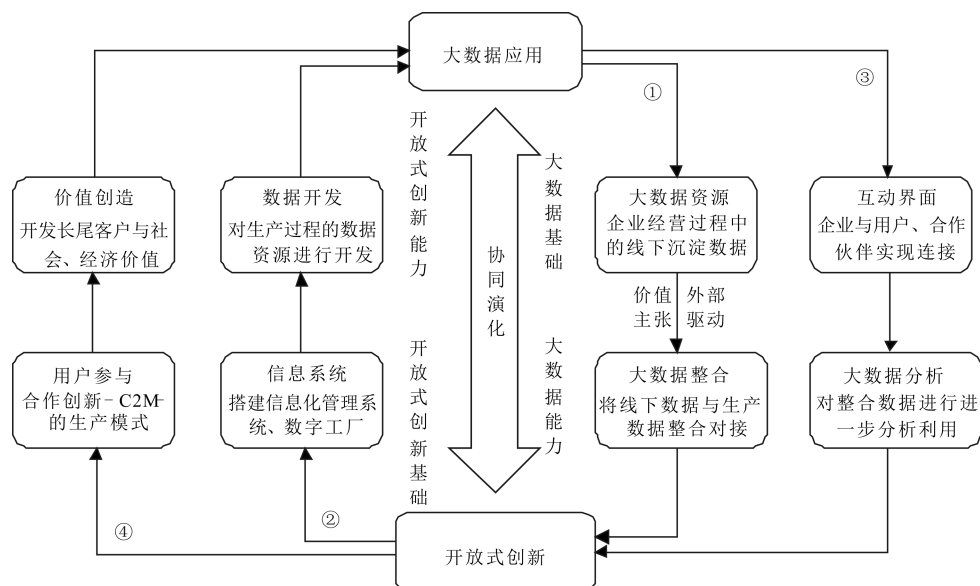 大数据应用
①
③
开放式创新能力
大数据基础
价值创造
开发长尾客户与社
会、经济价值
数据开发
对生产过程的数据
资源进行开发
大数据资源
企业经营过程中
的线下沉淀数据
互动界面
企业与用户、合作
伙伴实现连接
协同演化
价值 外部
主张 驱动
用户参与
合作创新-C2M-
的生产模式
信息系统
搭建信息化管理系
统、数字工厂
开放式创新基础
大数据能力
大数据整合
将线下数据与生产
数据整合对接
大数据分析
对整合数据进行进
一步分析利用
④
②
开放式创新